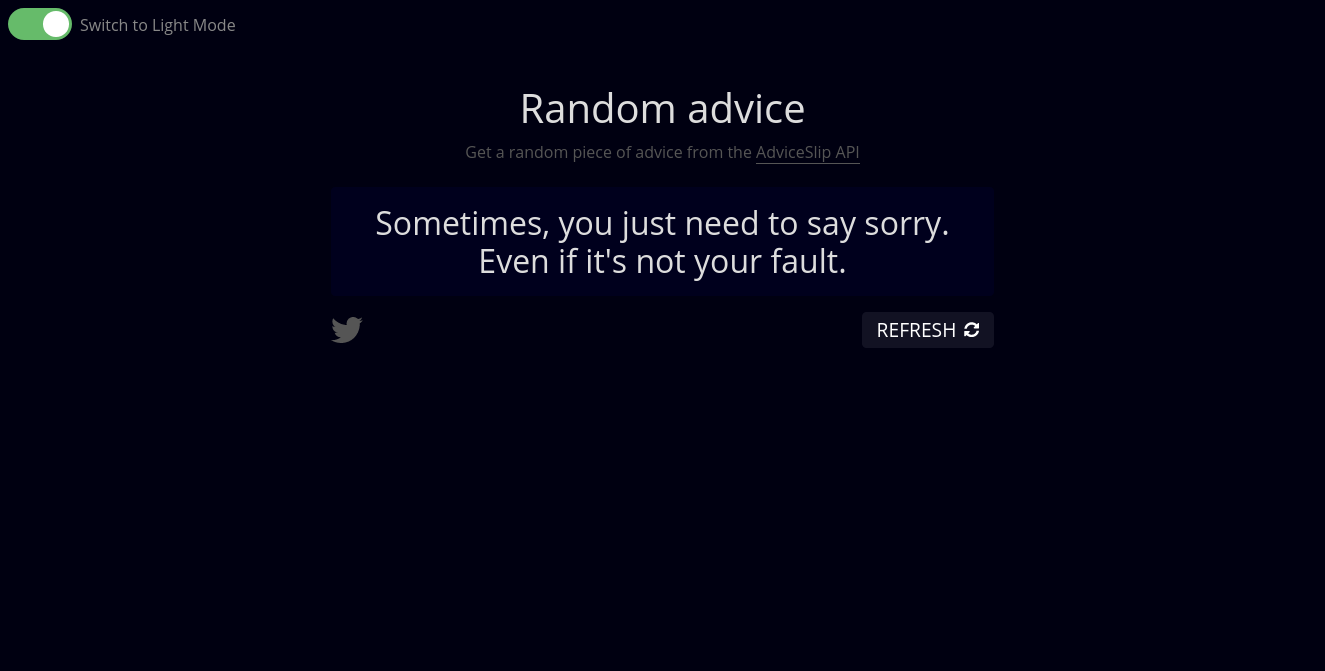 Switch to Light Mode
Random advice
Get a random piece of advice from the AdviceSlip API
Sometimes, you just need to say sorry.
Even if it's not your fault.
REFRESH